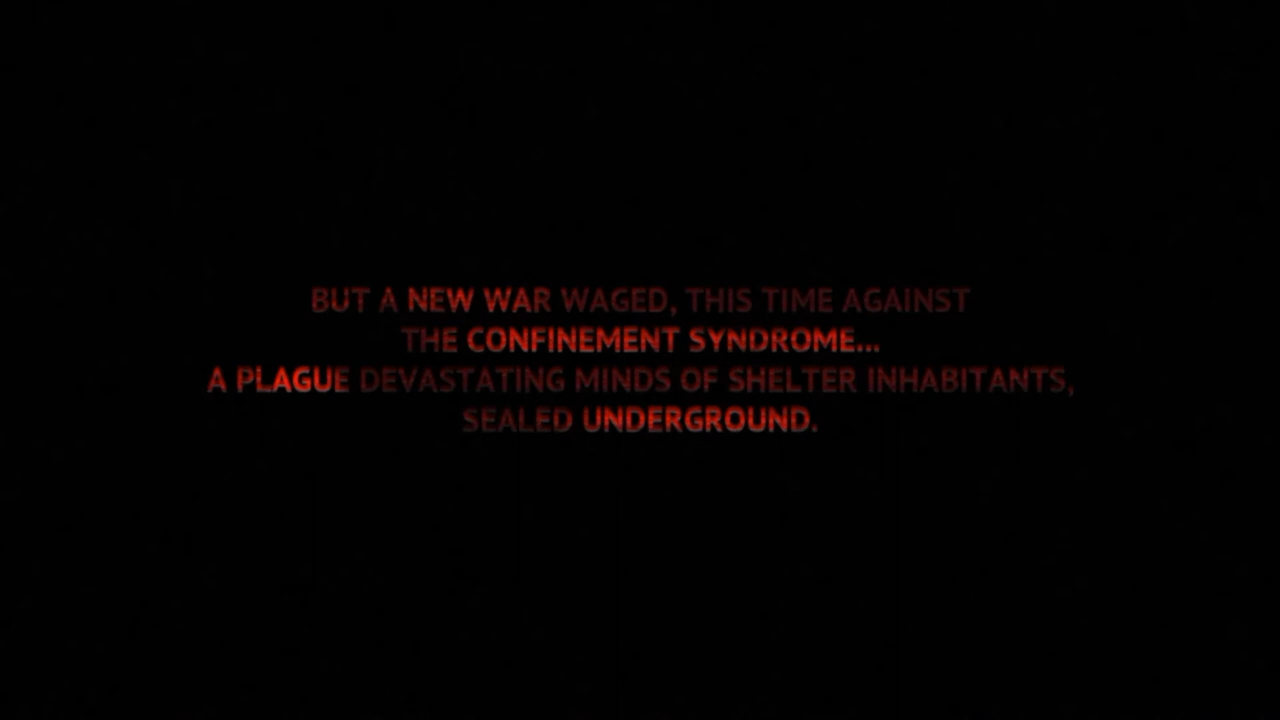 BUT A NEW WAR WAGED, THIS TIME AGAINST
THE CONFINEMENT SYNDROME...
A PLAGUE DEVASTATING MINDS OF SHELTER INHABITANTS,
SEALED UNDERGROUND.